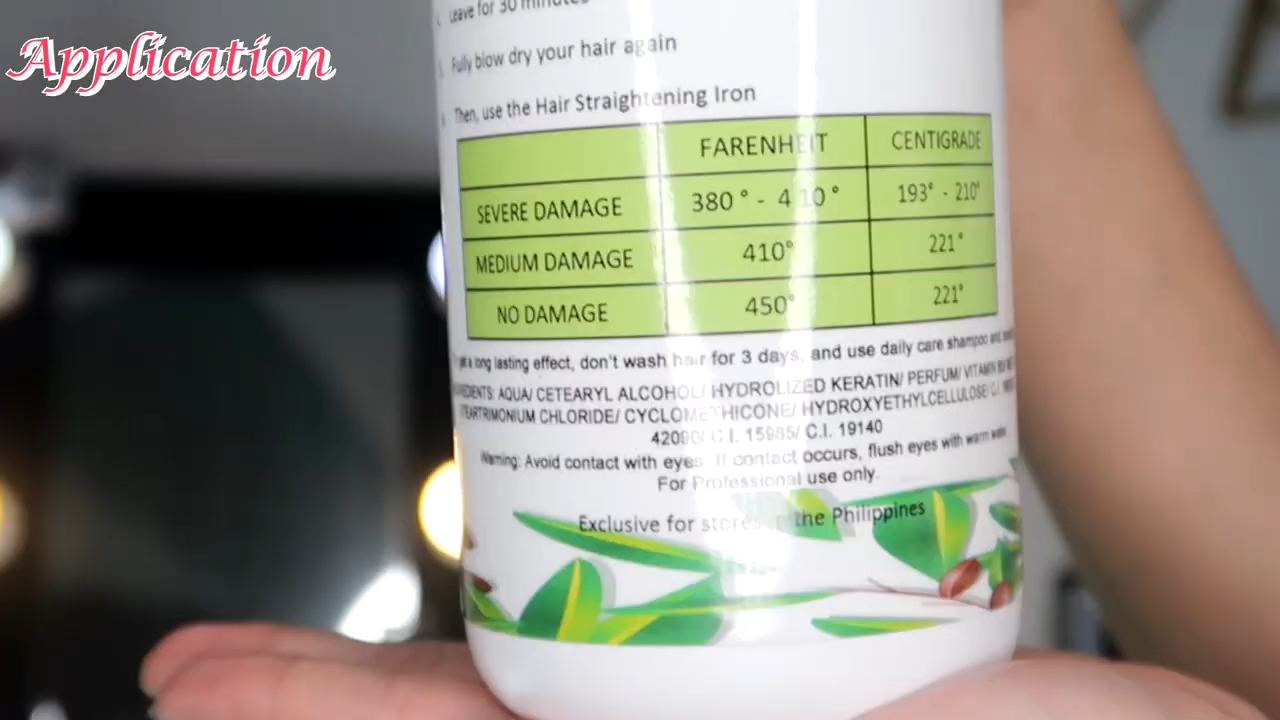 Application
Leave for 30 minutes
Fully blow dry your hair again
Then, use the Hair Straightening Iron
FARENHEIT CENTIGRADE
SEVERE DAMAGE 380° - 410° 193° - 210°
MEDIUM DAMAGE 410° 221°
NO DAMAGE 450° 221°
a long lasting effect, don't wash hair for 3 days, and use daily care shampoo and
AQUA/ CETEARYL ALCOHOL/ HYDROLIZED KERATIN/ PERFUM/ VITAMIN
CHLORIDE/ CYCLOMETHICONE/ HYDROXYETHYLCELLULOSE/ C.I.
42090/ C.I. 15985/ C.I. 19140
Warning: Avoid contact with eyes. If contact occurs, flush eyes with warm water.
For Professional use only.
Exclusive for stores in the Philippines